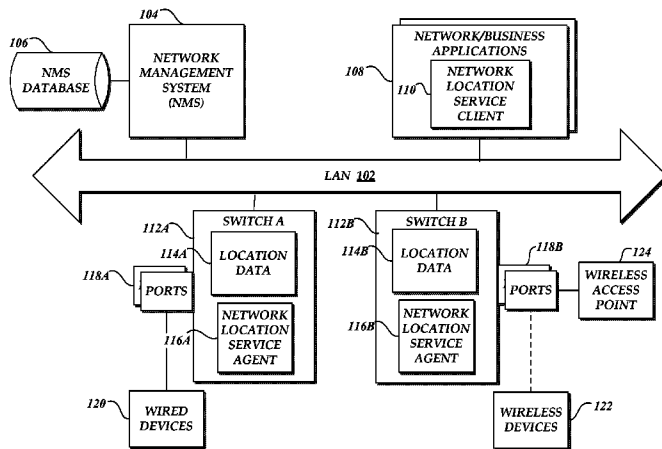 104
106
NMS
DATABASE
NETWORK
MANAGEMENT
SYSTEM
(NMS)
NETWORK/BUSINESS
APPLICATIONS
108
110
NETWORK
LOCATION
SERVICE
CLIENT
LAN 102
112A
SWITCH A
114A
LOCATION
DATA
118A
PORTS
116A
NETWORK
LOCATION
SERVICE
AGENT
120
WIRED
DEVICES
112B
SWITCH B
114B
LOCATION
DATA
118B
PORTS
116B
NETWORK
LOCATION
SERVICE
AGENT
124
WIRELESS
ACCESS
POINT
WIRELESS
DEVICES
122